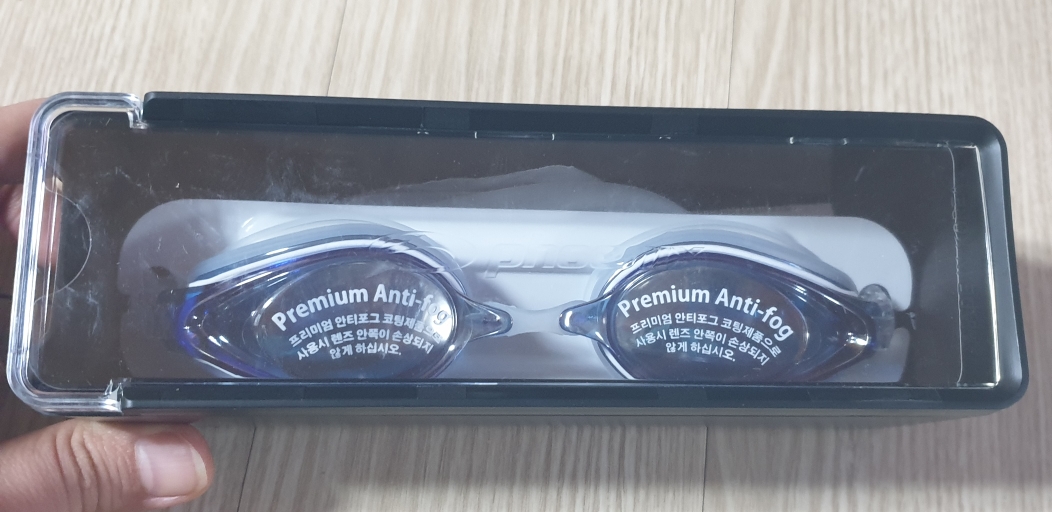 Premium Anti-fog
프리미엄 안티포그 코팅제품으로
사용시 렌즈 안쪽이 손상되지
않게 하십시오.
Premium Anti-fog
프리미엄 안티포그 코팅제품으로
사용시 렌즈 안쪽이 손상되지
않게 하십시오.